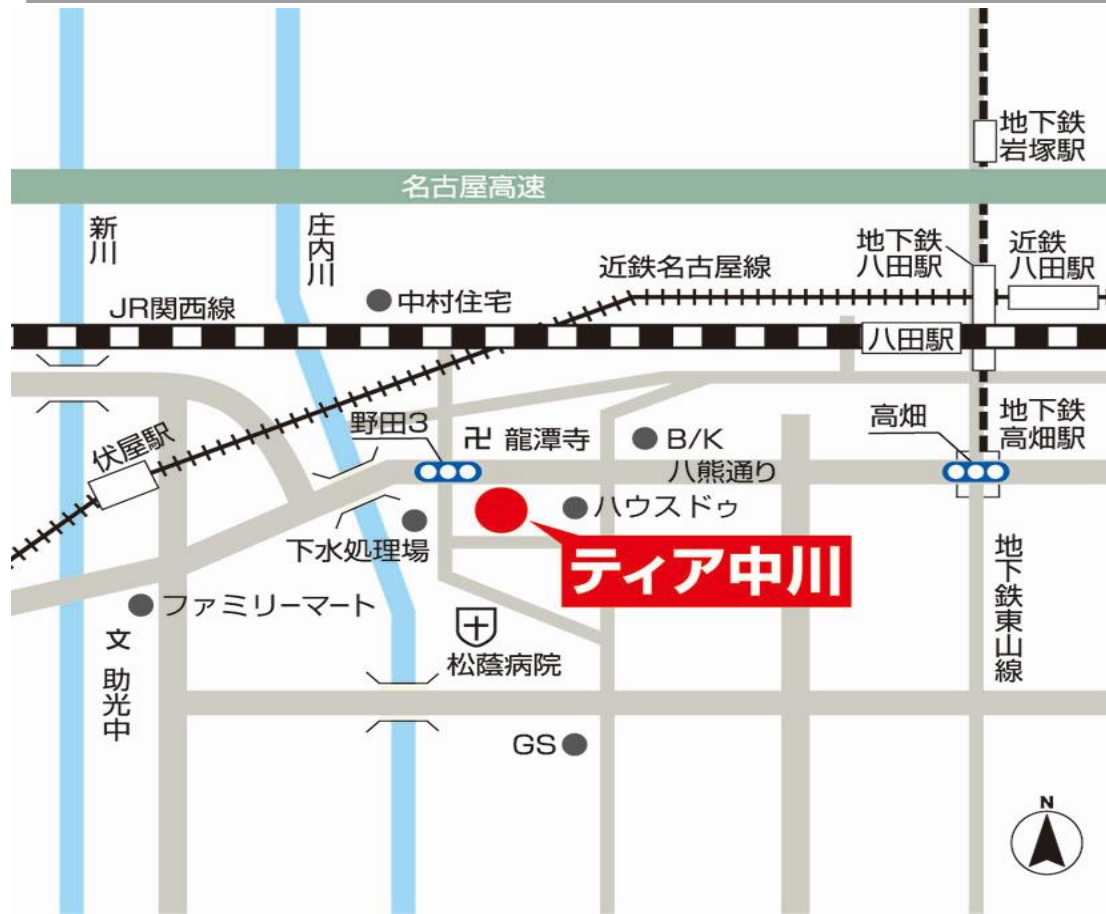 地下鉄
岩塚駅
名古屋高速
新川
庄内川
地下鉄
八田駅
近鉄
八田駅
近鉄名古屋線
中村住宅
JR関西線
八田駅
野田3
卍 龍潭寺
B/K
高畑
地下鉄
高畑駅
伏屋駅
八熊通り
ハウスドゥ
下水処理場
ティア中川
地下鉄東山線
ファミリーマート
文 助光中
松蔭病院
GS
N